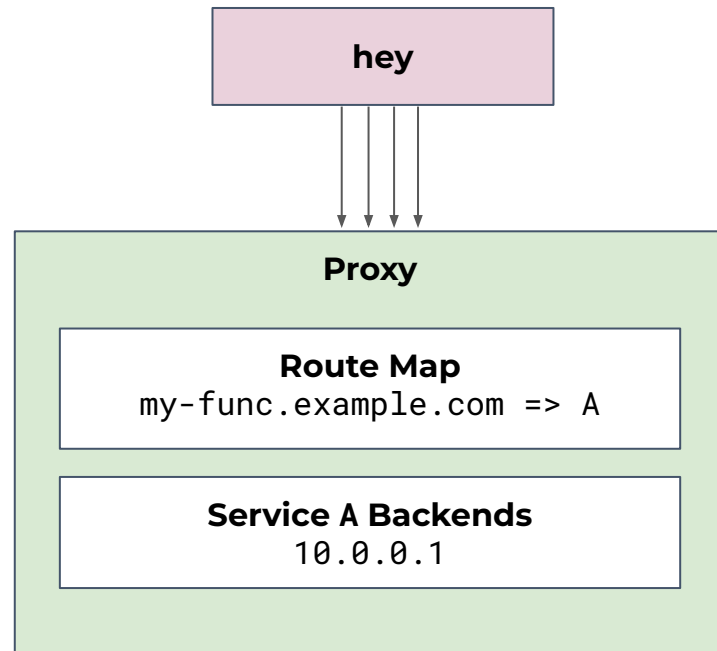 hey
Proxy
Route Map
my-func.example.com => A
Service A Backends
10.0.0.1